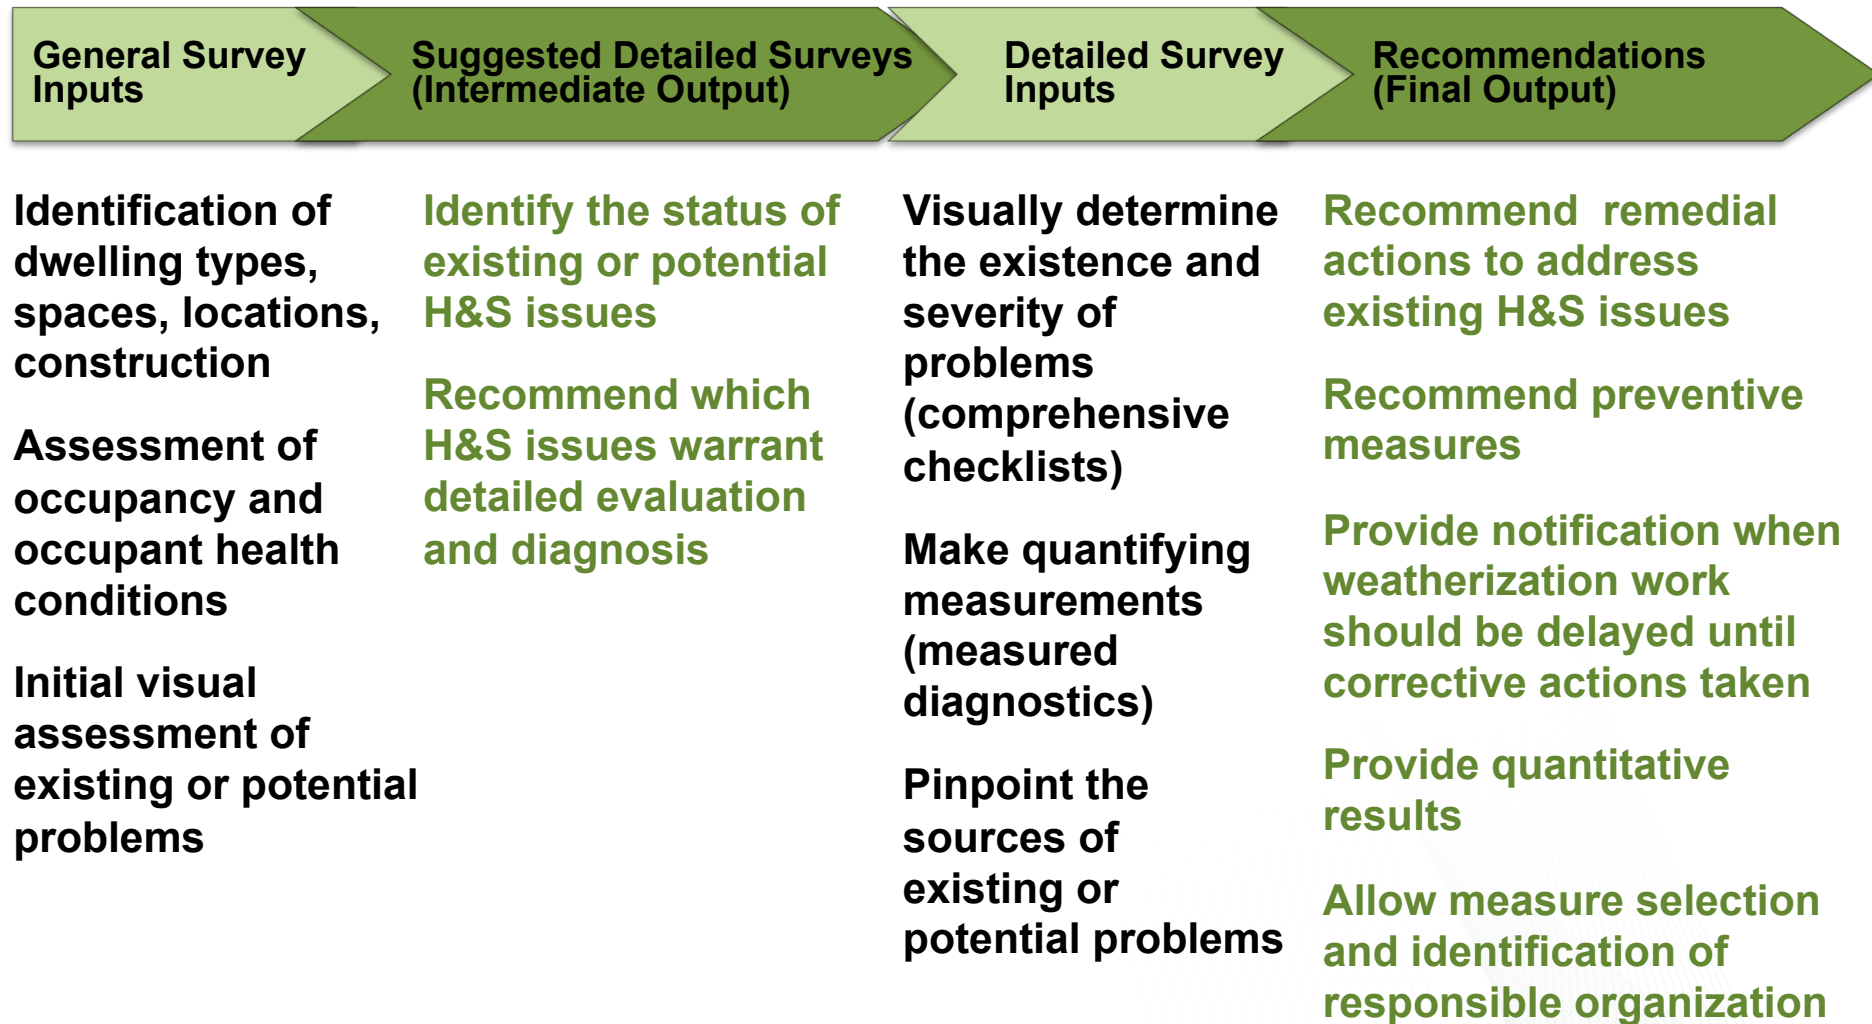 General Survey
Inputs
Suggested Detailed Surveys
(Intermediate Output)
Detailed Survey
Inputs
Recommendations
(Final Output)
Identification of
dwelling types,
spaces, locations,
construction
Assessment of
occupancy and
occupant health
conditions
Initial visual
assessment of
existing or potential
problems
Identify the status of
existing or potential
H&S issues
Recommend which
H&S issues warrant
detailed evaluation
and diagnosis
Visually determine
the existence and
severity of
problems
(comprehensive
checklists)
Make quantifying
measurements
(measured
diagnostics)
Pinpoint the
sources of
existing or
potential problems
Recommend remedial
actions to address
existing H&S issues
Recommend preventive
measures
Provide notification when
weatherization work
should be delayed until
corrective actions taken
Provide quantitative
results
Allow measure selection
and identification of
responsible organization